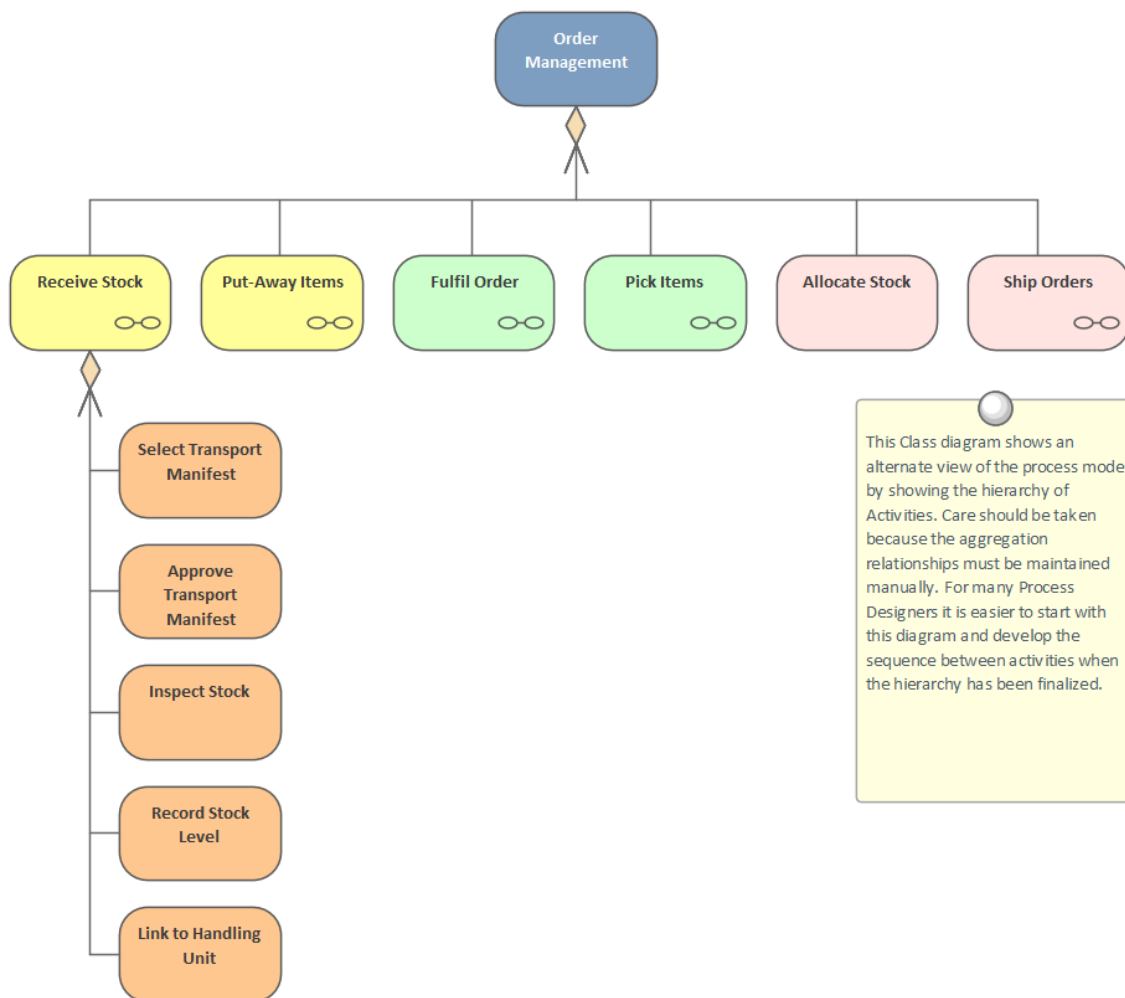 Order
Management
Receive Stock
Put-Away Items
Fulfil Order
Pick Items
Allocate Stock
Ship Orders
Select Transport
Manifest
Approve
Transport
Manifest
Inspect Stock
Record Stock
Level
Link to Handling
Unit
This Class diagram shows an
alternate view of the process mode
by showing the hierarchy of
Activities. Care should be taken
because the aggregation
relationships must be maintained
manually. For many Process
Designers it is easier to start with
this diagram and develop the
sequence between activities when
the hierarchy has been finalized.